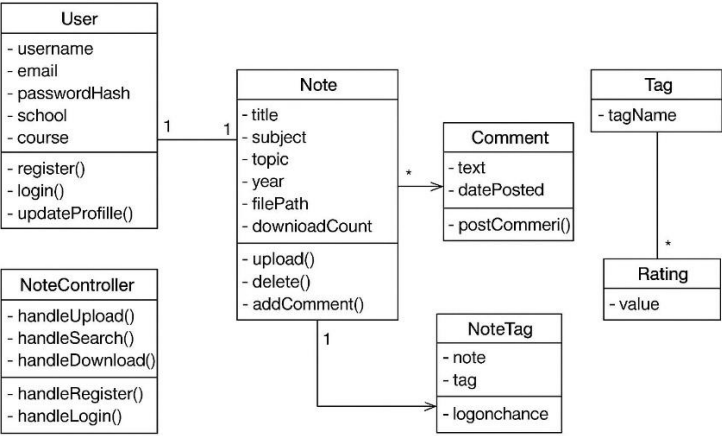 User
- username
- email
- passwordHash
- school
- course
- register()
- login()
- updateProfille()
1
1
Note
- title
- subject
- topic
- year
- filePath
- downioadCount
- upload()
- delete()
- addComment()
*
Comment
- text
- datePosted
- postCommeri()
Tag
- tagName
*
Rating
- value
NoteController
- handleUpload()
- handleSearch()
- handleDownload()
- handleRegister()
- handleLogin()
1
NoteTag
- note
- tag
- logonchance